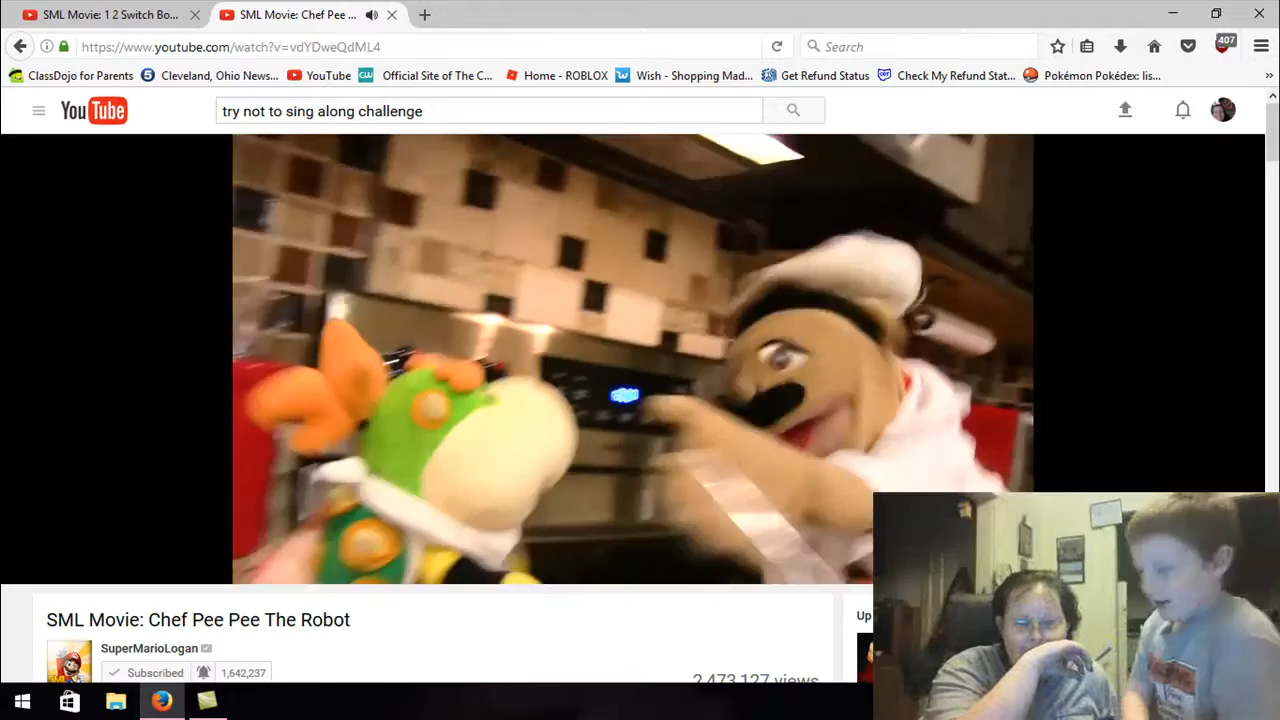 SML Movie: 1 2 Switch Bo...
SML Movie: Chef Pee ...
https://www.youtube.com/watch?v=vdYDweQdML4
Search
407
ClassDojo for Parents
Cleveland, Ohio News...
YouTube
Official Site of The C...
Home - ROBLOX
Wish - Shopping Mad...
Get Refund Status
Check My Refund Stat...
Pokémon Pokédex: lis...
YouTube
try not to sing along challenge
SML Movie: Chef Pee Pee The Robot
Up
SuperMarioLogan
Subscribed
1,642,237
2,473,127 views